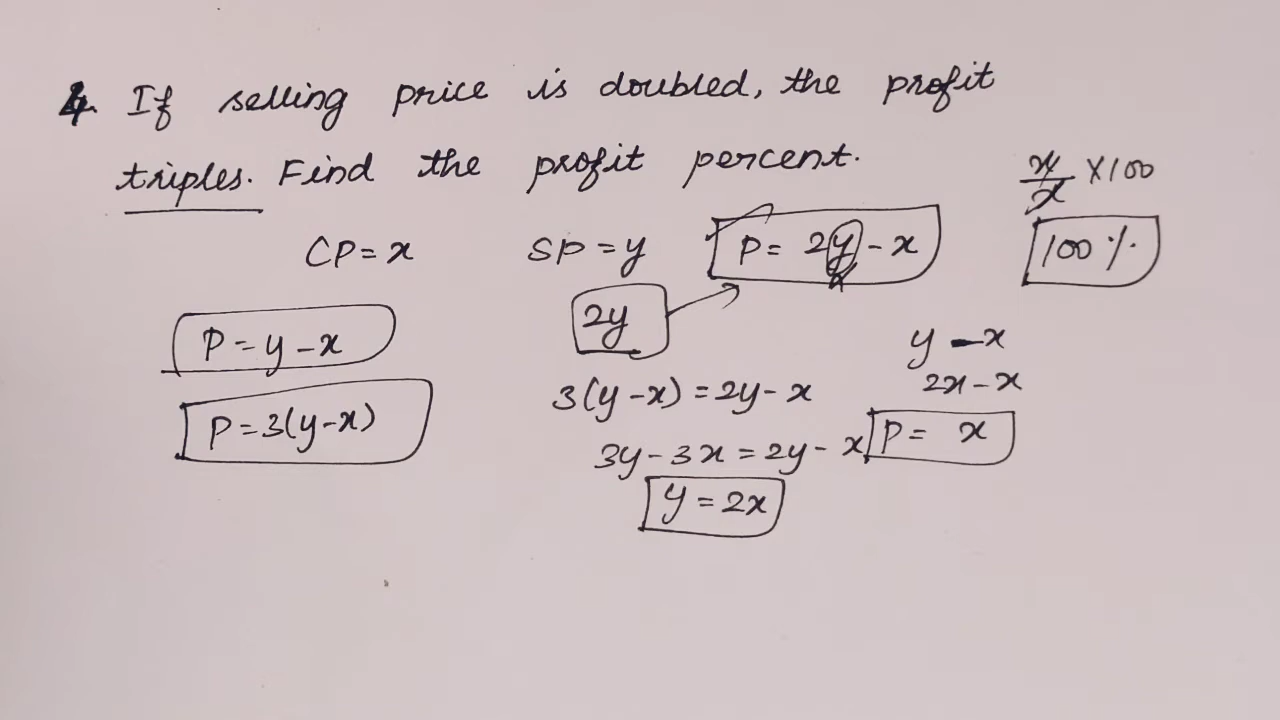 4. If selling price is doubled, the profit
triples. Find the profit percent.
x/x ×100
100 %
CP = x
SP = y
P = 2y - x
2y
P = y - x
P = 3(y-x)
3(y-x) = 2y - x
3y - 3x = 2y - x
y = 2x
y - x
2x - x
P = x